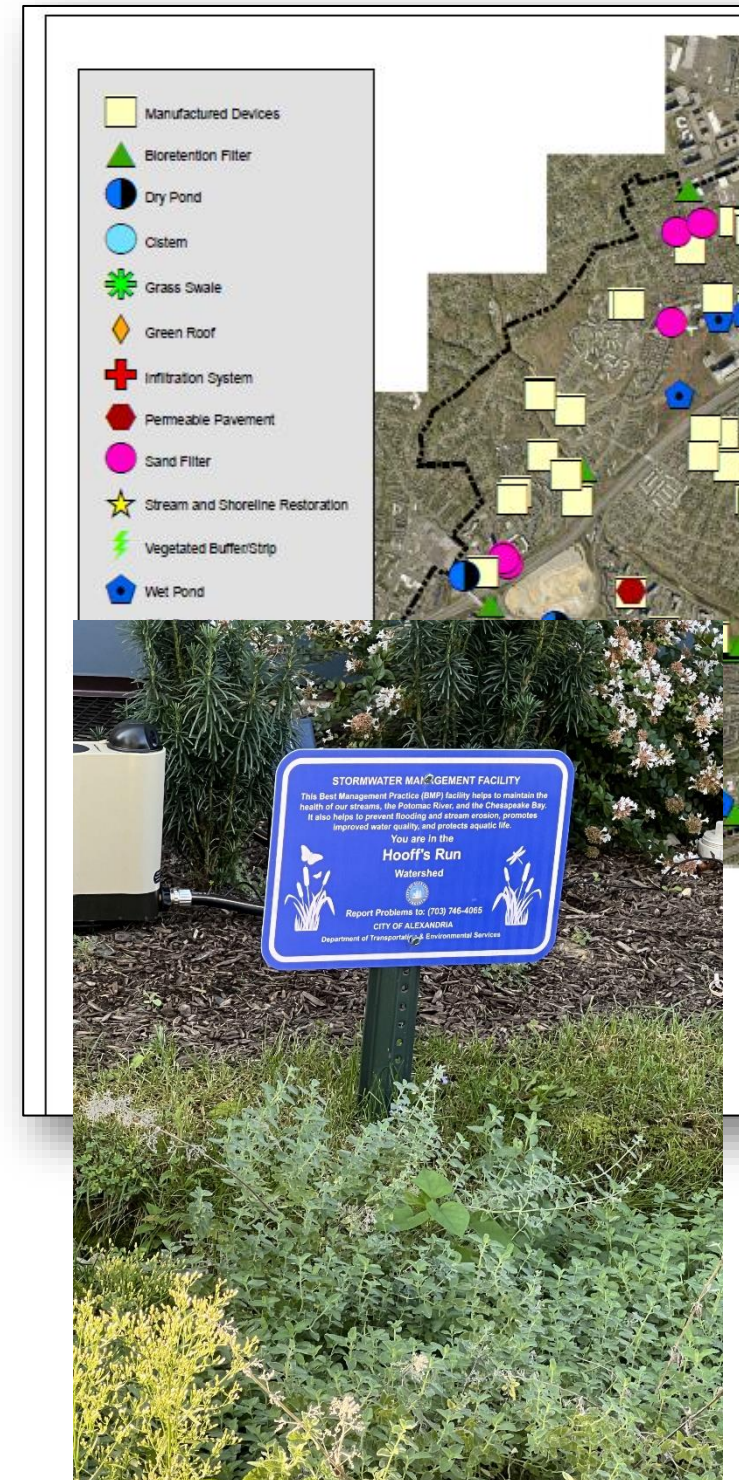 Manufactured Devices
Bioretention Filter
Dry Pond
Cistern
Grass Swale
Green Roof
Infiltration System
Permeable Pavement
Sand Filter
Stream and Shoreline Restoration
Vegetated Buffer/Strip
Wet Pond
STORMWATER MANAGEMENT FACILITY
This Best Management Practice (BMP) facility helps to maintain the
health of our streams, the Potomac River, and the Chesapeake Bay.
It also helps to prevent flooding and stream erosion, promotes
improved water quality, and protects aquatic life.
You are in the
Hooff's Run
Watershed
Report Problems to: (703) 746-4065
CITY OF ALEXANDRIA
Department of Transportation & Environmental Services